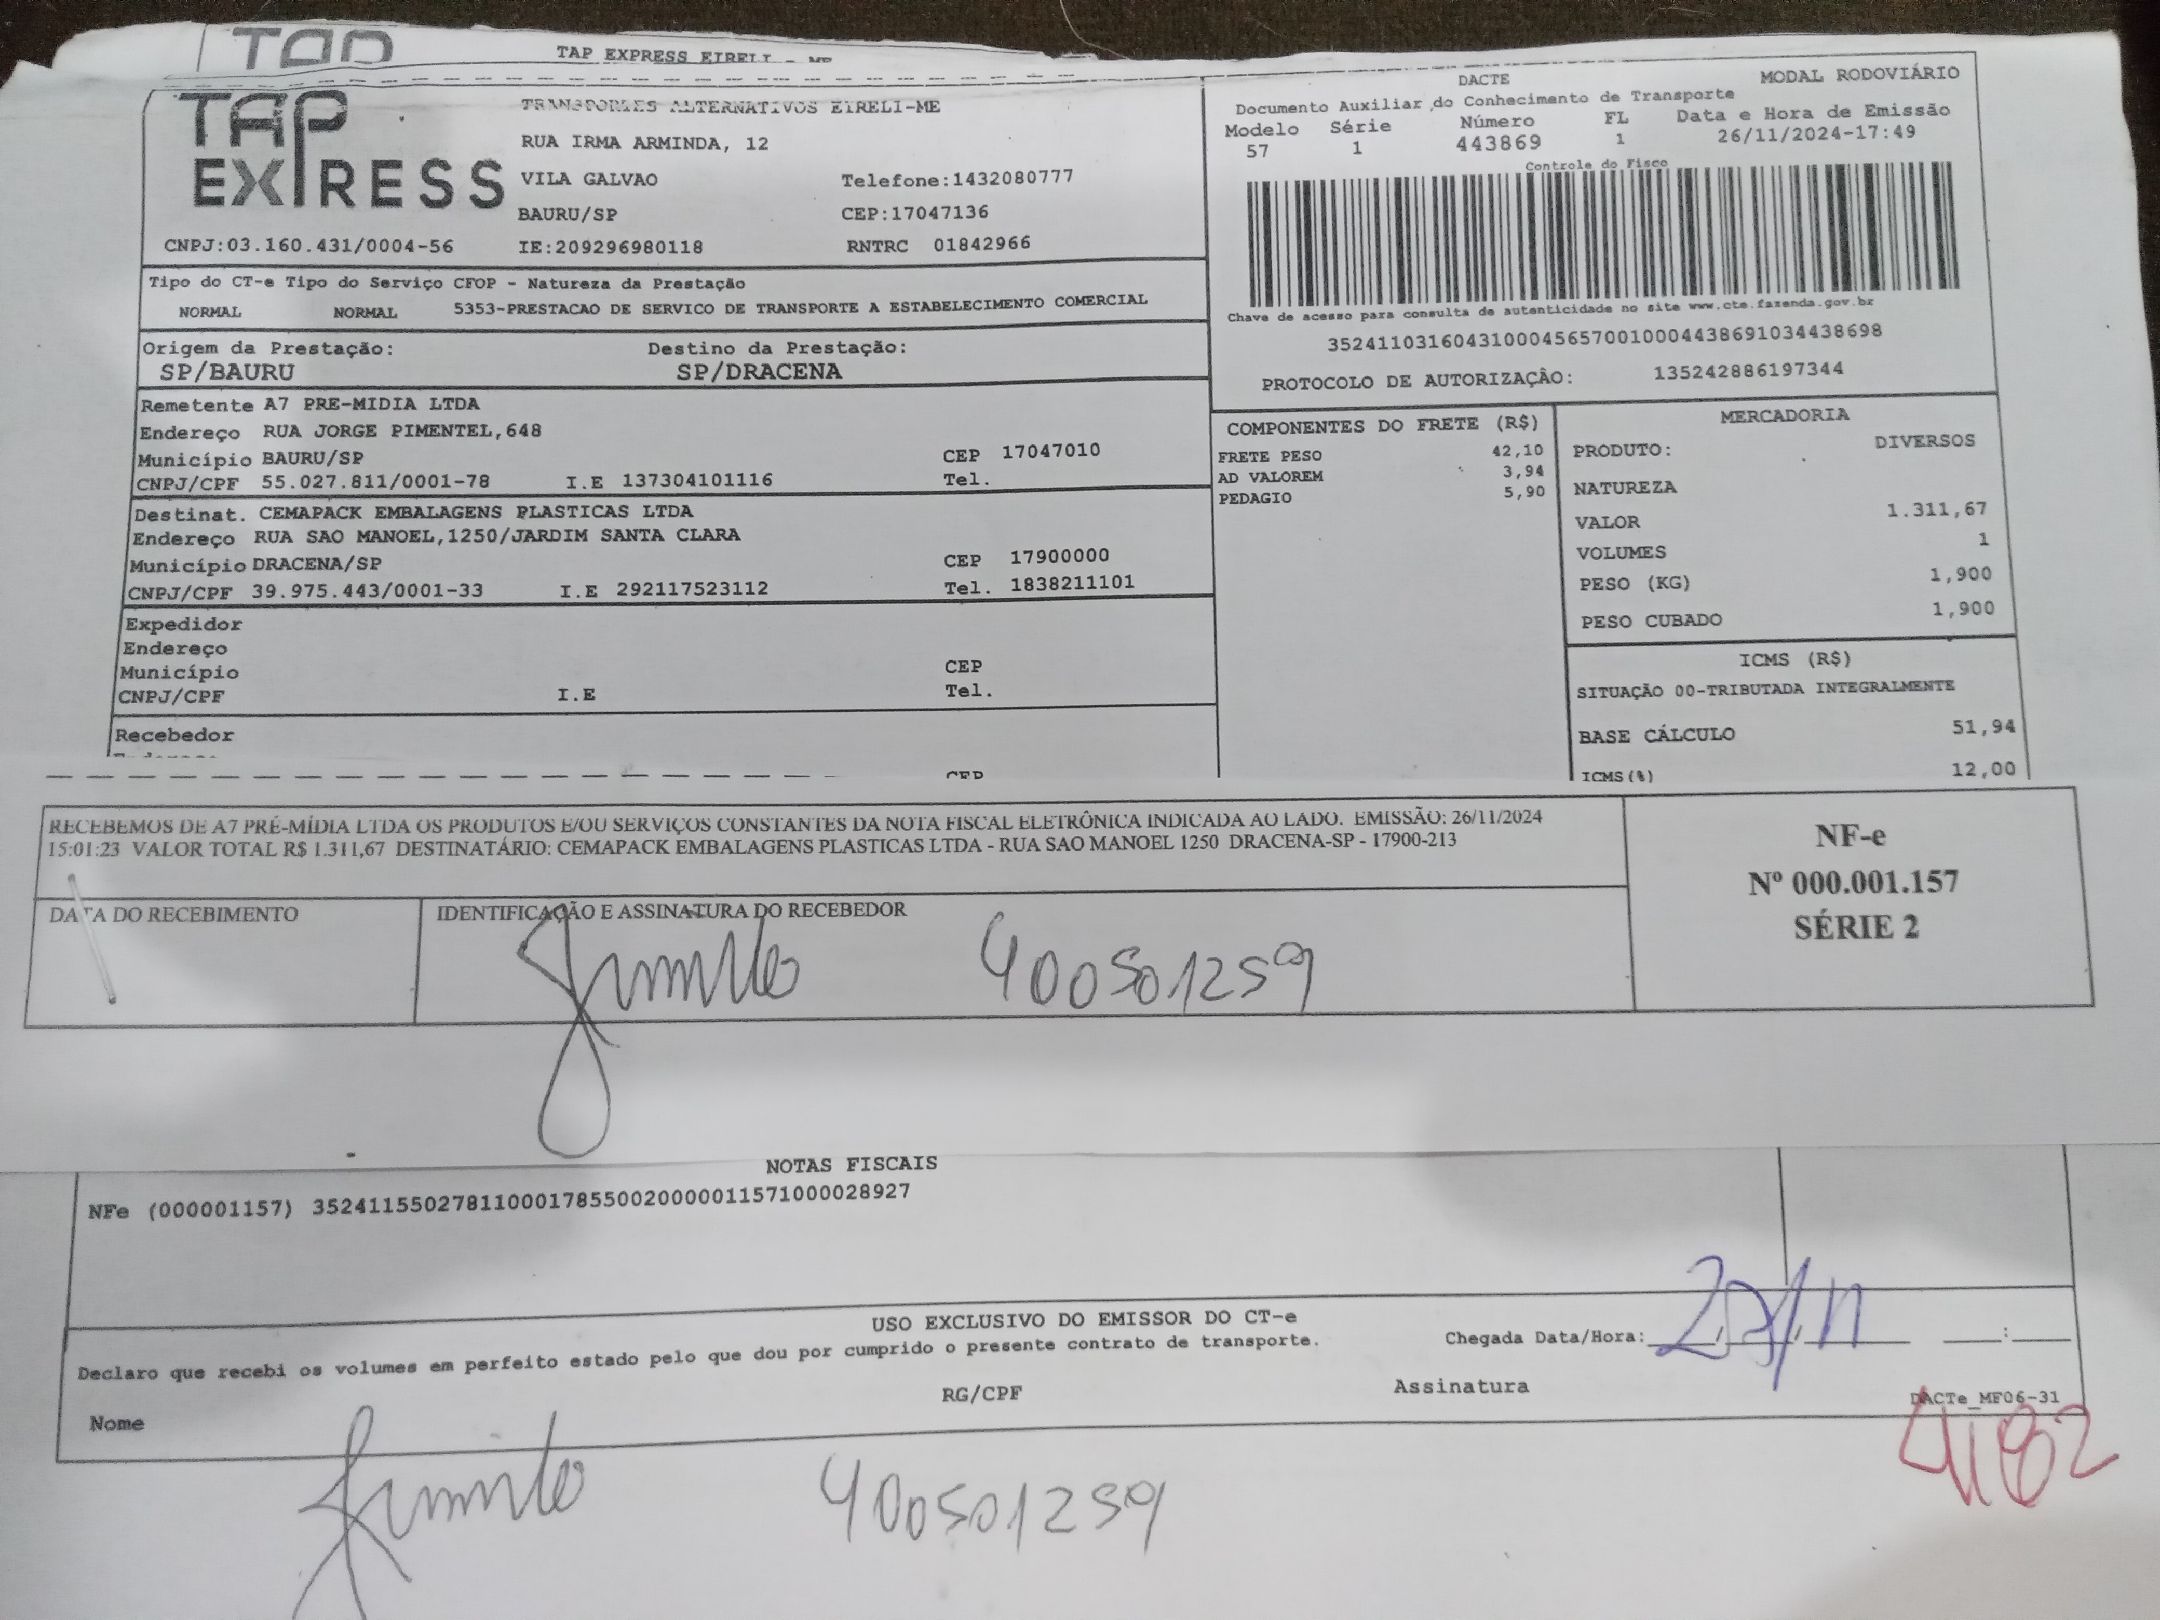 TAP
TAP EXPRESS EIRELI - ME
TAP EXPRESS
TRANSPORTES ALTERNATIVOS EIRELI-ME
RUA IRMA ARMINDA, 12
VILA GALVAO Telefone:1432080777
BAURU/SP CEP:17047136
CNPJ:03.160.431/0004-56 IE:209296980118 RNTRC 01842966
DACTE MODAL RODOVIÁRIO
Documento Auxiliar do Conhecimento de Transporte
Modelo Série Número FL Data e Hora de Emissão
57 1 443869 1 26/11/2024-17:49
Controle do Fisco
Chave de acesso para consulta de autenticidade no site www.cte.fazenda.gov.br
35241103160431000456570010004438691034438698
PROTOCOLO DE AUTORIZAÇÃO: 135242886197344
Tipo do CT-e Tipo do Serviço CFOP - Natureza da Prestação
NORMAL NORMAL 5353-PRESTACAO DE SERVICO DE TRANSPORTE A ESTABELECIMENTO COMERCIAL
Origem da Prestação: Destino da Prestação:
SP/BAURU SP/DRACENA
Remetente A7 PRE-MIDIA LTDA
Endereço RUA JORGE PIMENTEL,648
Município BAURU/SP CEP 17047010
CNPJ/CPF 55.027.811/0001-78 I.E 137304101116 Tel.
Destinat. CEMAPACK EMBALAGENS PLASTICAS LTDA
Endereço RUA SAO MANOEL,1250/JARDIM SANTA CLARA
Município DRACENA/SP CEP 17900000
CNPJ/CPF 39.975.443/0001-33 I.E 292117523112 Tel. 1838211101
Expedidor
Endereço
Município CEP
CNPJ/CPF I.E Tel.
Recebedor
CEP
COMPONENTES DO FRETE (R$)
FRETE PESO 42,10
AD VALOREM 3,94
PEDAGIO 5,90
MERCADORIA
PRODUTO: DIVERSOS
NATUREZA
VALOR 1.311,67
VOLUMES 1
PESO (KG) 1,900
PESO CUBADO 1,900
ICMS (R$)
SITUAÇÃO 00-TRIBUTADA INTEGRALMENTE
BASE CÁLCULO 51,94
ICMS(%) 12,00
RECEBEMOS DE A7 PRÉ-MÍDIA LTDA OS PRODUTOS E/OU SERVIÇOS CONSTANTES DA NOTA FISCAL ELETRÔNICA INDICADA AO LADO. EMISSÃO: 26/11/2024
15:01:23 VALOR TOTAL R$ 1.311,67 DESTINATÁRIO: CEMAPACK EMBALAGENS PLASTICAS LTDA - RUA SAO MANOEL 1250 DRACENA-SP - 17900-213
DATA DO RECEBIMENTO IDENTIFICAÇÃO E ASSINATURA DO RECEBEDOR
400501259
NF-e
Nº 000.001.157
SÉRIE 2
NOTAS FISCAIS
NFe (000001157) 35241155027811000178550020000011571000028927
USO EXCLUSIVO DO EMISSOR DO CT-e
Declaro que recebi os volumes em perfeito estado pelo que dou por cumprido o presente contrato de transporte.
Chegada Data/Hora: __/__/__ __:__
Nome RG/CPF Assinatura
DACTe_MF06-31
400501259
4182